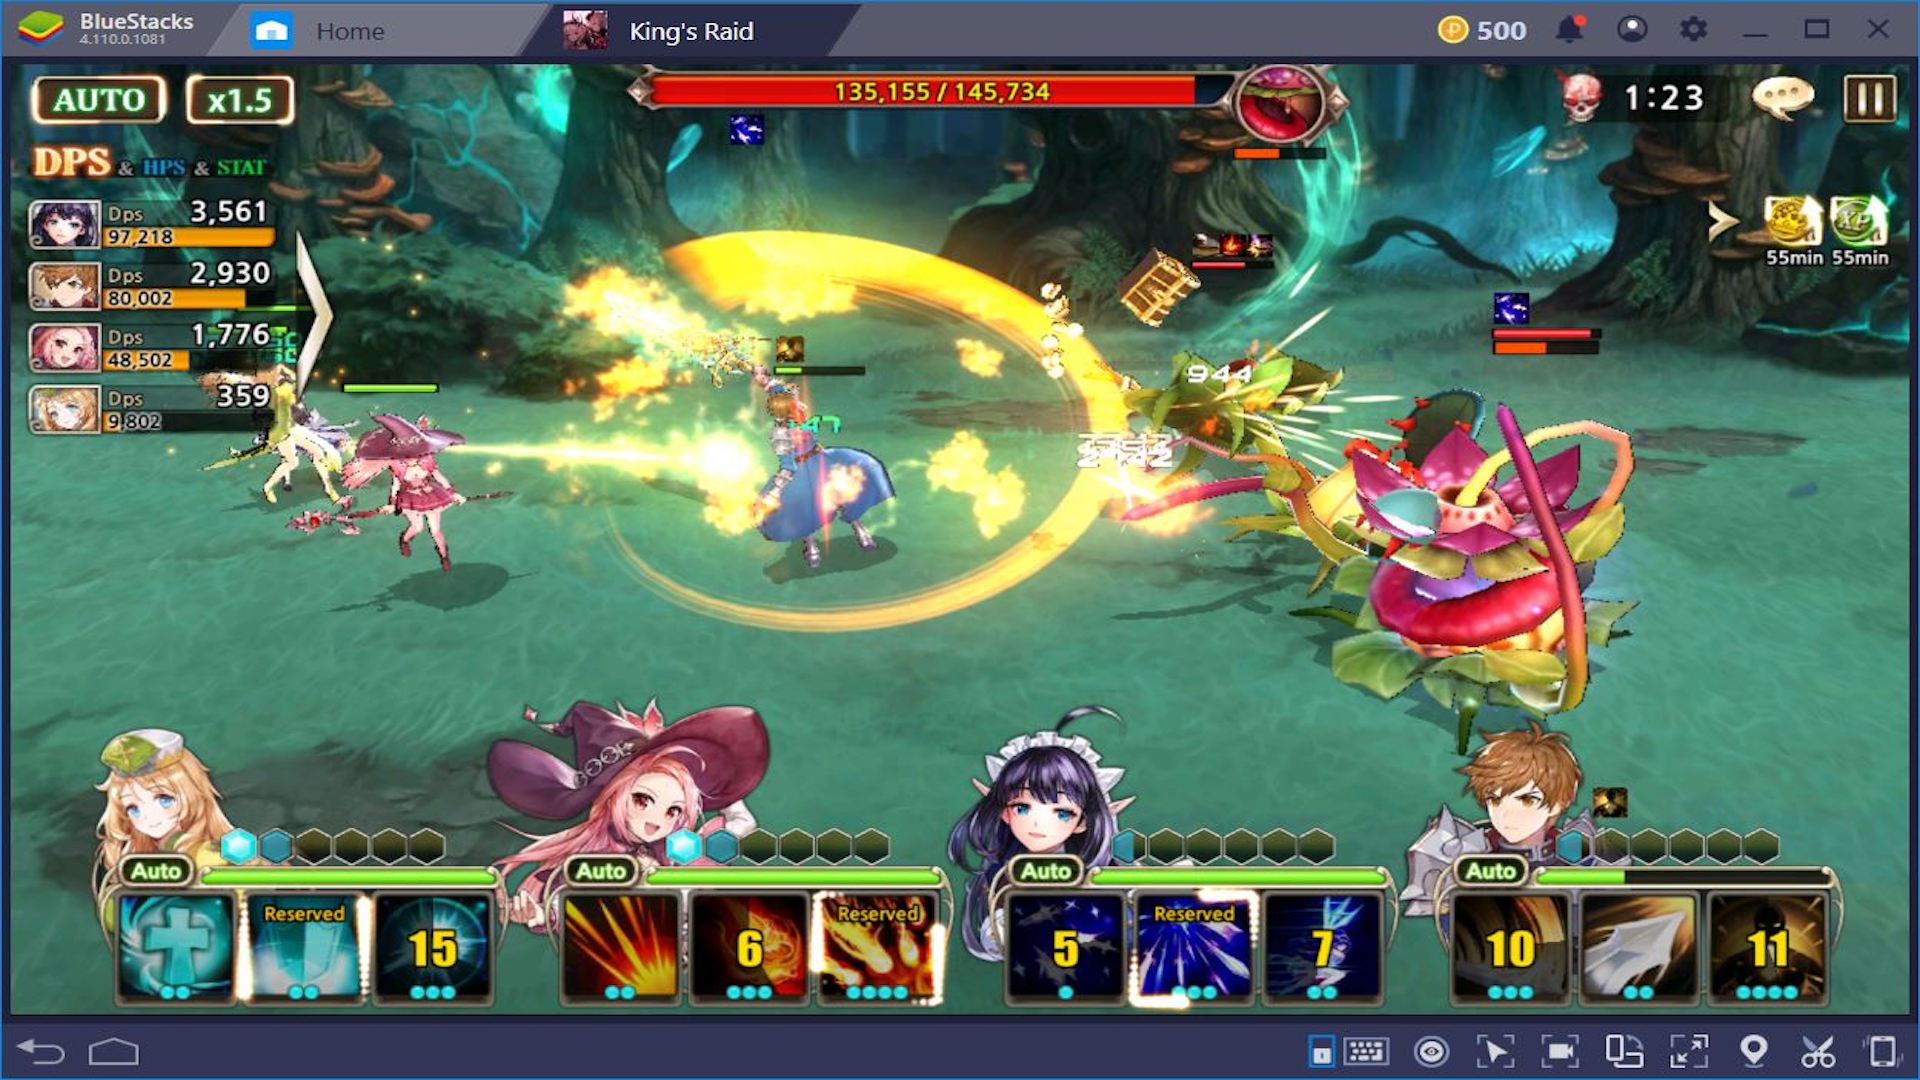 BlueStacks
4.110.0.1081
Home
King's Raid
500
AUTO
x1.5
135,155 / 145,734
1:23
DPS & HPS & STAT
Dps 3,561
97,218
Dps 2,930
80,002
Dps 1,776
48,502
Dps 359
9,802
XP
55min 55min
944
47
Auto
Auto
Auto
Auto
Reserved
15
6
Reserved
5
Reserved
7
10
11